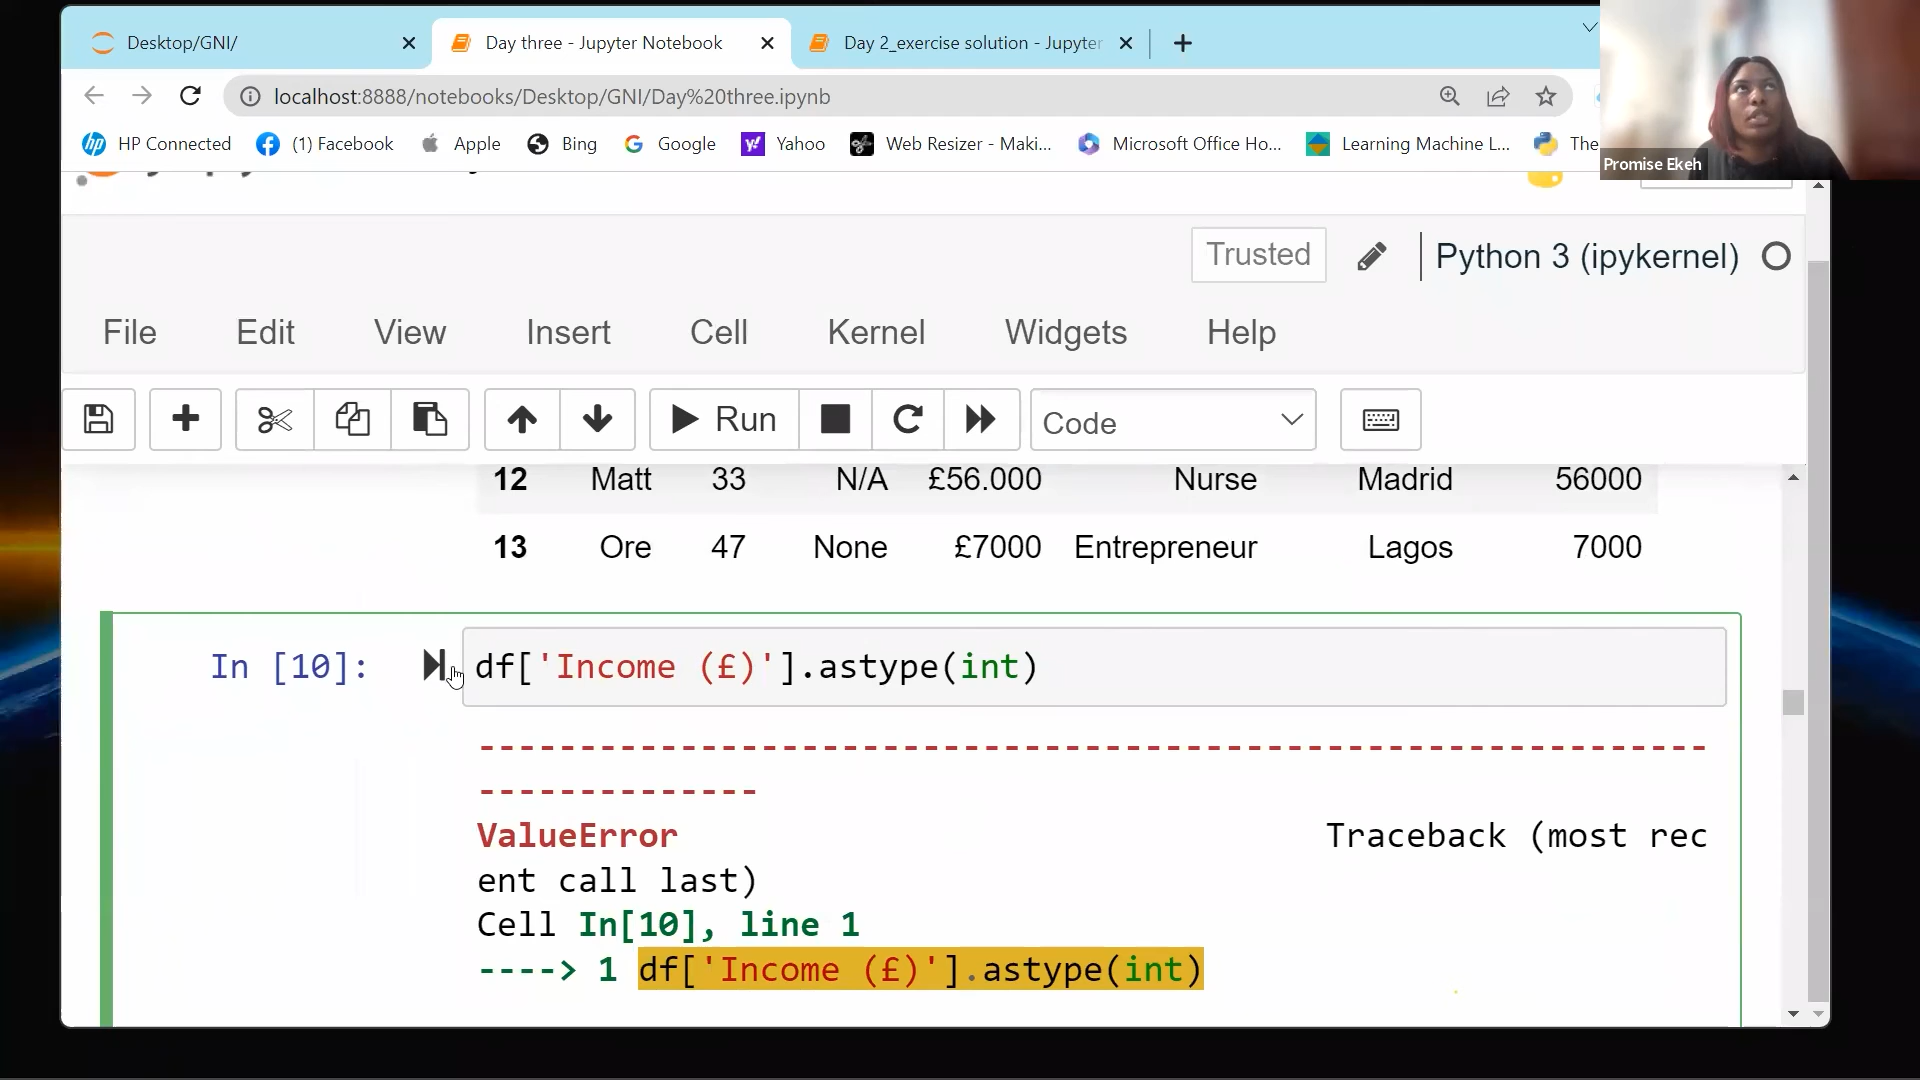 Desktop/GNI/
Day three - Jupyter Notebook
Day 2_exercise solution - Jupyter
localhost:8888/notebooks/Desktop/GNI/Day%20three.ipynb
HP Connected
(1) Facebook
Apple
Bing
Google
Yahoo
Web Resizer - Maki...
Microsoft Office Ho...
Learning Machine L...
The
Promise Ekeh
Trusted
Python 3 (ipykernel)
File Edit View Insert Cell Kernel Widgets Help
Run
Code
12 Matt 33 N/A £56.000 Nurse Madrid 56000
13 Ore 47 None £7000 Entrepreneur Lagos 7000
In [10]: df['Income (£)'].astype(int)
-------------------------------------------------------------
--------------
ValueError Traceback (most rec
ent call last)
Cell In[10], line 1
----> 1 df['Income (£)'].astype(int)